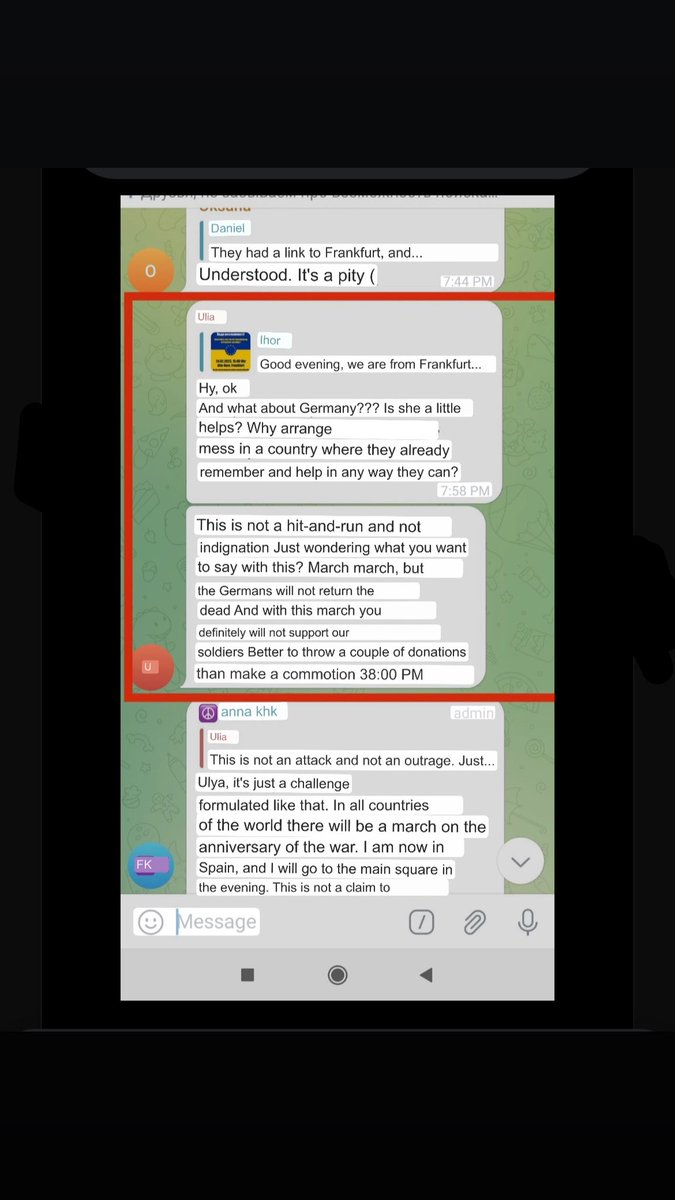 Oksana
Daniel
They had a link to Frankfurt, and...
O
Understood. It's a pity (
7:44 PM
Ulia
Ihor
Good evening, we are from Frankfurt...
Hy, ok
And what about Germany??? Is she a little
helps? Why arrange
mess in a country where they already
remember and help in any way they can?
7:58 PM
This is not a hit-and-run and not
indignation Just wondering what you want
to say with this? March march, but
the Germans will not return the
dead And with this march you
definitely will not support our
soldiers Better to throw a couple of donations
U
than make a commotion 38:00 PM
anna khk
admin
Ulia
This is not an attack and not an outrage. Just...
Ulya, it's just a challenge
formulated like that. In all countries
of the world there will be a march on the
anniversary of the war. I am now in
FK
Spain, and I will go to the main square in
the evening. This is not a claim to
Message